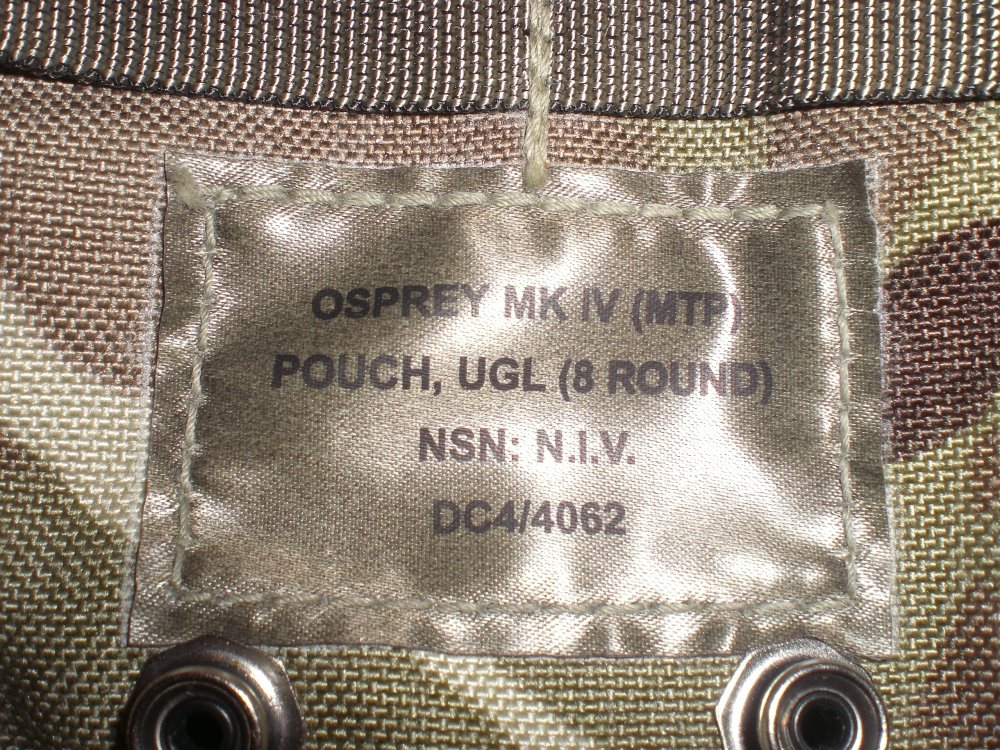 OSPREY MK IV (MTP)
POUCH, UGL (8 ROUND)
NSN: N.I.V.
DC4/4062